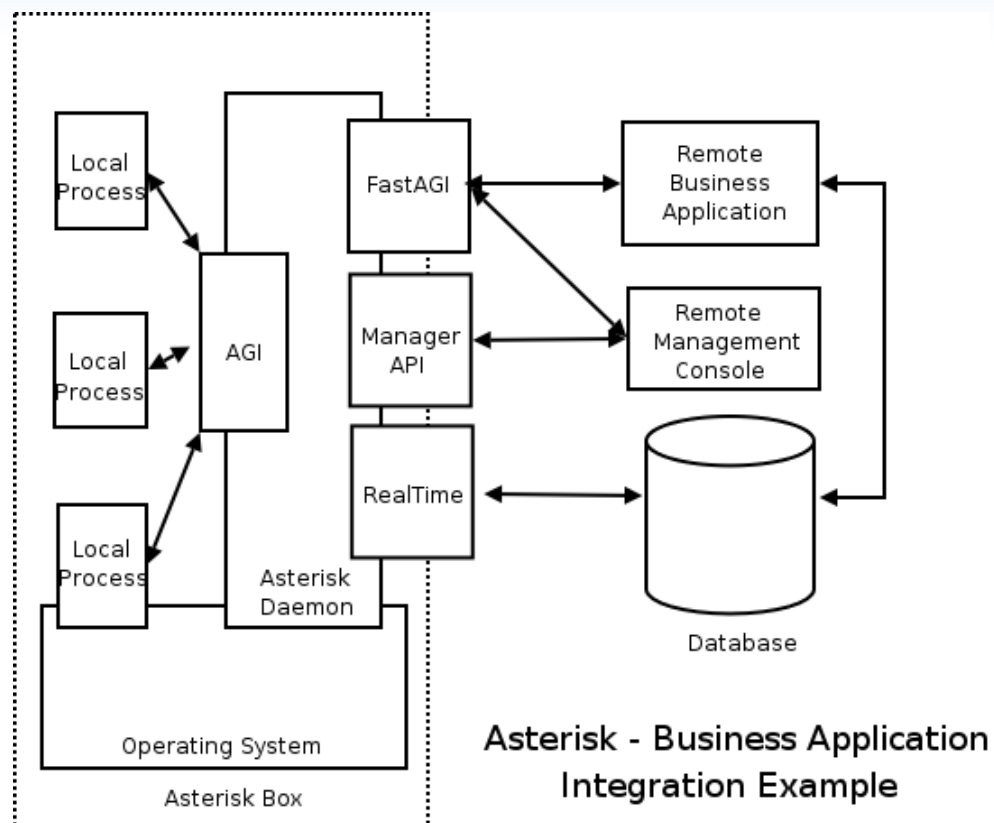 Local
Process
Local
Process
Local
Process
AGI
FastAGI
Manager
API
RealTime
Asterisk
Daemon
Operating System
Asterisk Box
Remote
Business
Application
Remote
Management
Console
Database
Asterisk - Business Application
Integration Example